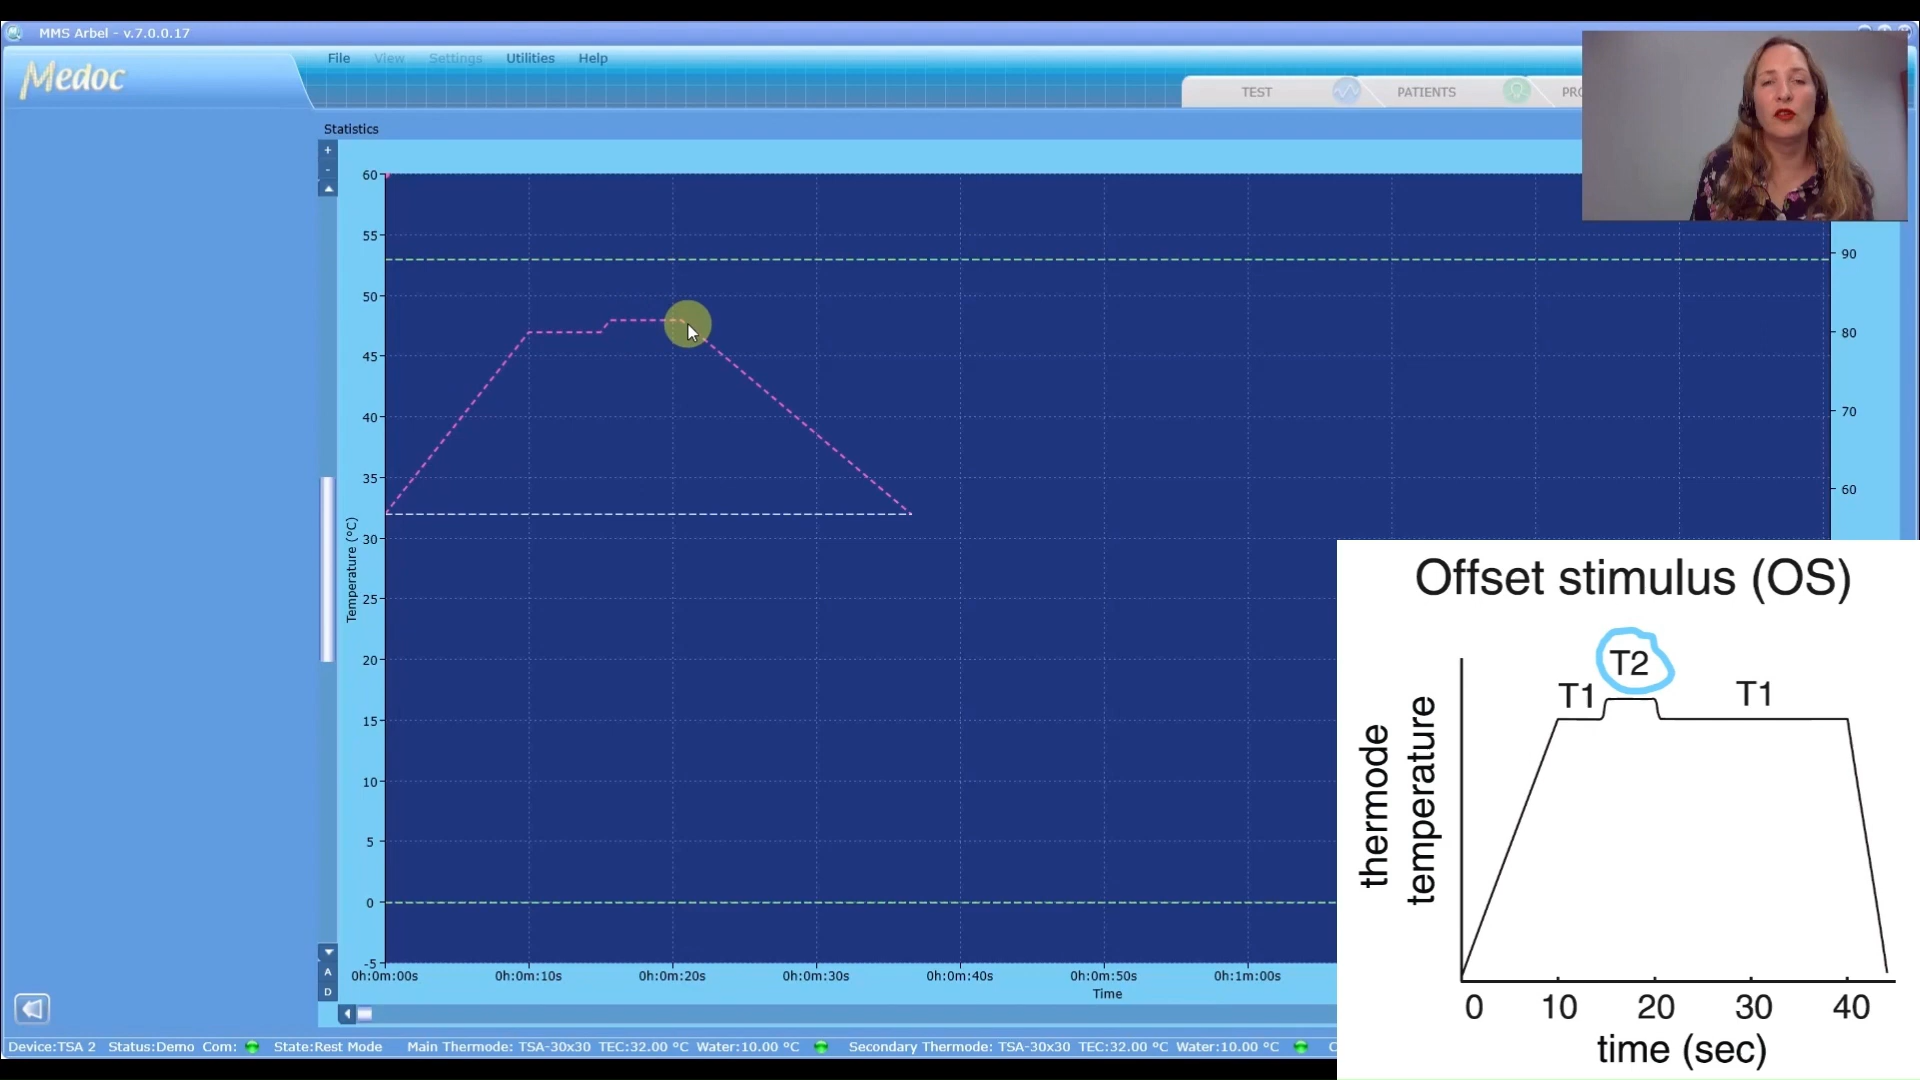 MMS Arbel - v.7.0.0.17
Medoc
File View Settings Utilities Help
TEST PATIENTS
Statistics
+
-
60
55
50
45
40
35
30
25
20
15
10
5
0
-5
Temperature (°C)
90
80
70
60
A
D
0h:0m:00s 0h:0m:10s 0h:0m:20s 0h:0m:30s 0h:0m:40s 0h:0m:50s 0h:1m:00s
Time
Device:TSA 2 Status:Demo Com: State:Rest Mode Main Thermode: TSA-30x30 TEC:32.00 °C Water:10.00 °C Secondary Thermode: TSA-30x30 TEC:32.00 °C Water:10.00 °C
Offset stimulus (OS)
T2
T1 T1
thermode
temperature
0 10 20 30 40
time (sec)